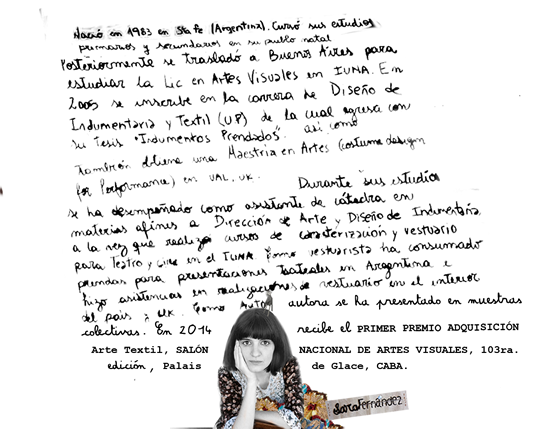 Nació en 1983 en Sta Fe (Argentina). Cursó sus estudios
primarios y secundarios en su pueblo natal
Posteriormente se trasladó a Buenos Aires para
estudiar la Lic en Artes Visuales en IUNA. En
2005 se inscribe en la carrera de Diseño de
Indumentaria y Textil (UP) de la cual egresa con
su Tesis "Indumentos Prendados". así como
También obtiene una Maestría en Artes (costume design
for Performance) en UAL, UK. Durante sus estudios
se ha desempeñado como asistente de cátedra en
materias afines a Dirección de Arte y Diseño de Indumentaria
a la vez que realizó cursos de caracterización y vestuario
para Teatro y Cine en el IUNA. Como vestuarista ha consumado
prendas para presentaciones teatrales en Argentina e
hizo asistencias en realizaciones de vestuario en el interior
del país y UK. Como autora se ha presentado en muestras
colectivas. En 2014 recibe el PRIMER PREMIO ADQUISICIÓN
Arte Textil, SALÓN NACIONAL DE ARTES VISUALES, 103ra.
edición, Palais de Glace, CABA.
Sara Fernández